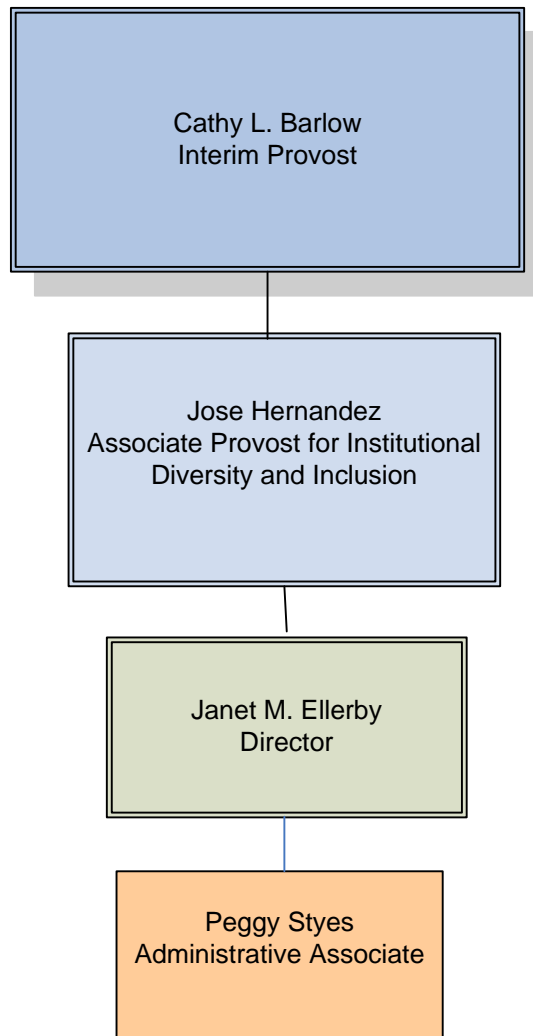 Cathy L. Barlow
Interim Provost
Jose Hernandez
Associate Provost for Institutional
Diversity and Inclusion
Janet M. Ellerby
Director
Peggy Styes
Administrative Associate